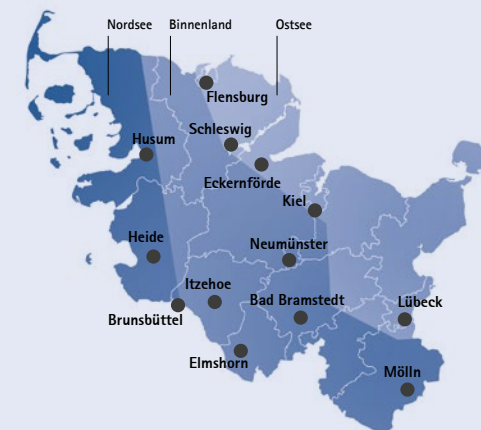 Nordsee
Binnenland
Ostsee
Flensburg
Schleswig
Husum
Eckernförde
Kiel
Heide
Neumünster
Itzehoe
Bad Bramstedt
Lübeck
Brunsbüttel
Elmshorn
Mölln